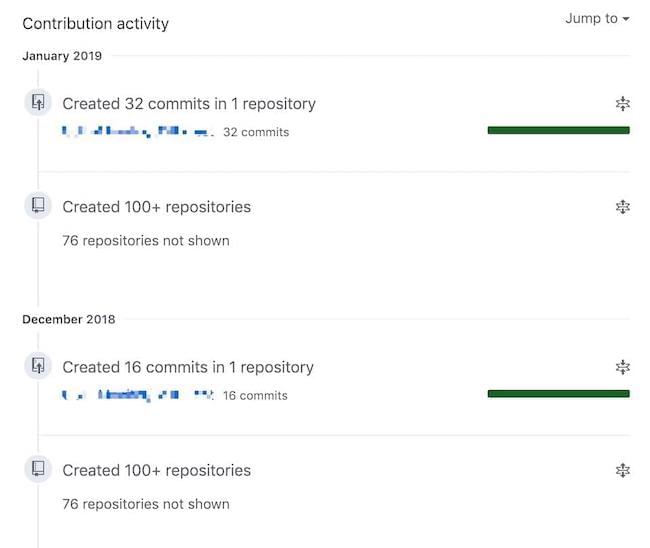 Contribution activity
Jump to
January 2019
Created 32 commits in 1 repository
32 commits
Created 100+ repositories
76 repositories not shown
December 2018
Created 16 commits in 1 repository
16 commits
Created 100+ repositories
76 repositories not shown